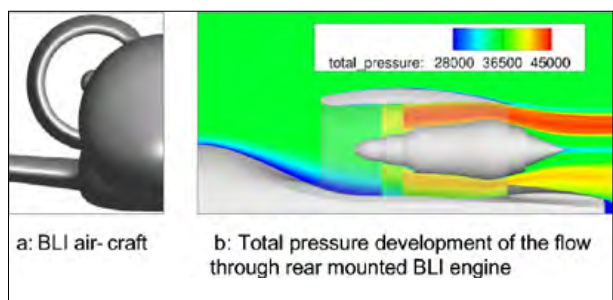 total_pressure: 28000 36500 45000
a: BLI air- craft
b: Total pressure development of the flow
through rear mounted BLI engine